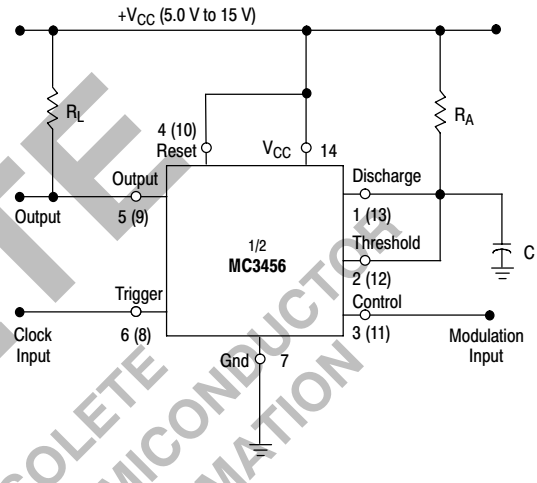 +VCC (5.0 V to 15 V)
RL
4 (10)
Reset
VCC 14
RA
Output
5 (9)
Output
Discharge
1 (13)
Threshold
2 (12)
C
1/2
MC3456
Trigger
6 (8)
Clock
Input
Control
3 (11)
Modulation
Input
Gnd 7